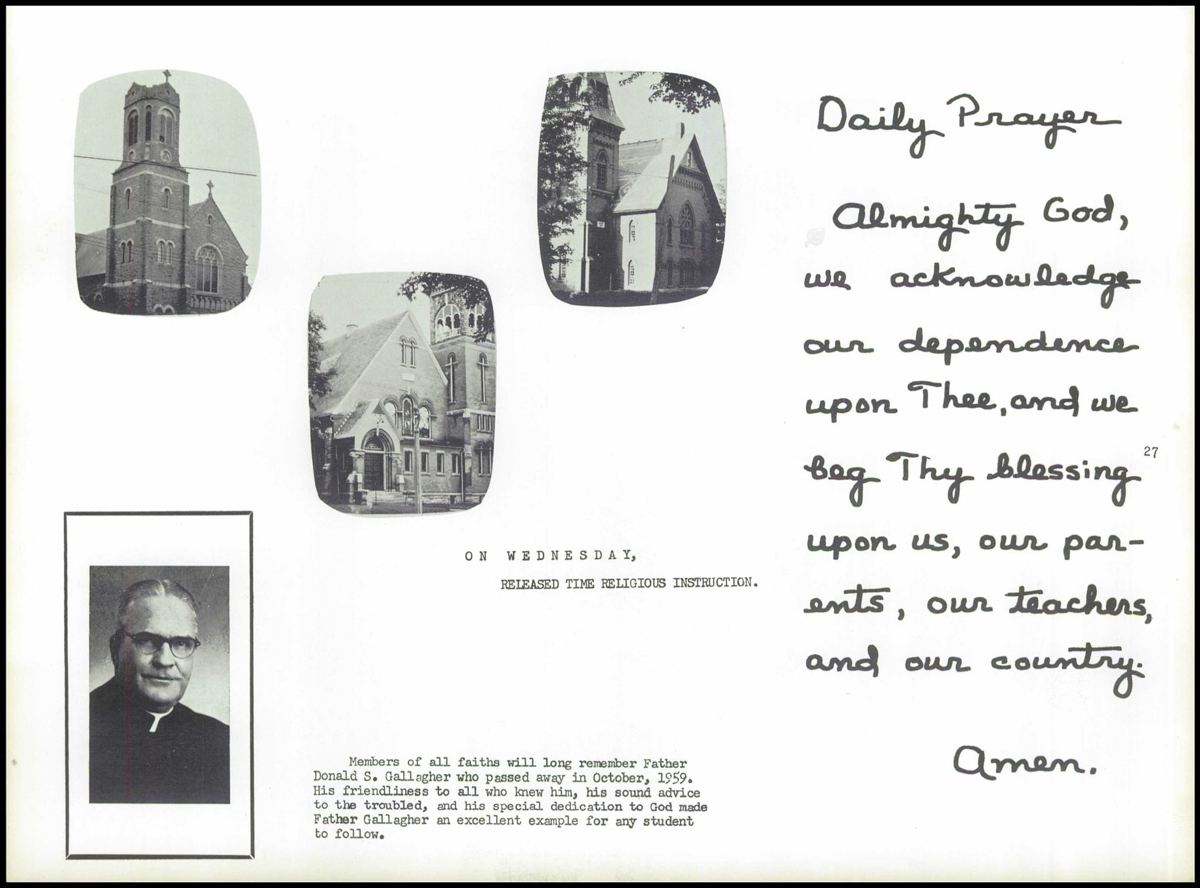 ON WEDNESDAY,
RELEASED TIME RELIGIOUS INSTRUCTION.
Members of all faiths will long remember Father
Donald S. Gallagher who passed away in October, 1959.
His friendliness to all who knew him, his sound advice
to the troubled, and his special dedication to God made
Father Gallagher an excellent example for any student
to follow.
Daily Prayer
Almighty God,
we acknowledge
our dependence
upon Thee, and we
beg Thy blessing
upon us, our par-
ents, our teachers,
and our country.
Amen.
27